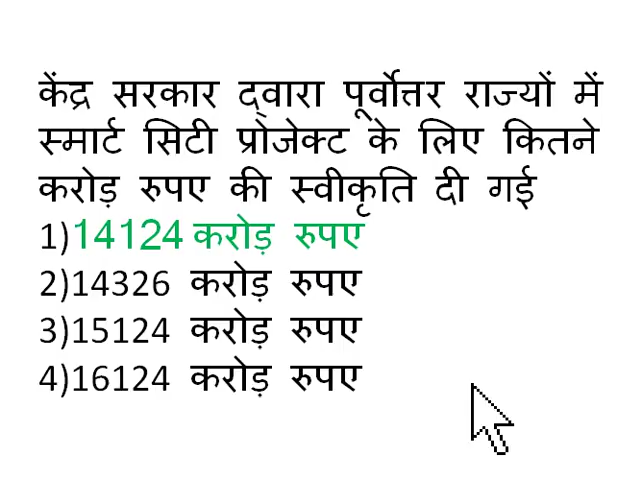 केंद्र सरकार द्वारा पूर्वोत्तर राज्यों में
स्मार्ट सिटी प्रोजेक्ट के लिए कितने
करोड़ रुपए की स्वीकृति दी गई
1)14124 करोड़ रुपए
2)14326 करोड़ रुपए
3)15124 करोड़ रुपए
4)16124 करोड़ रुपए